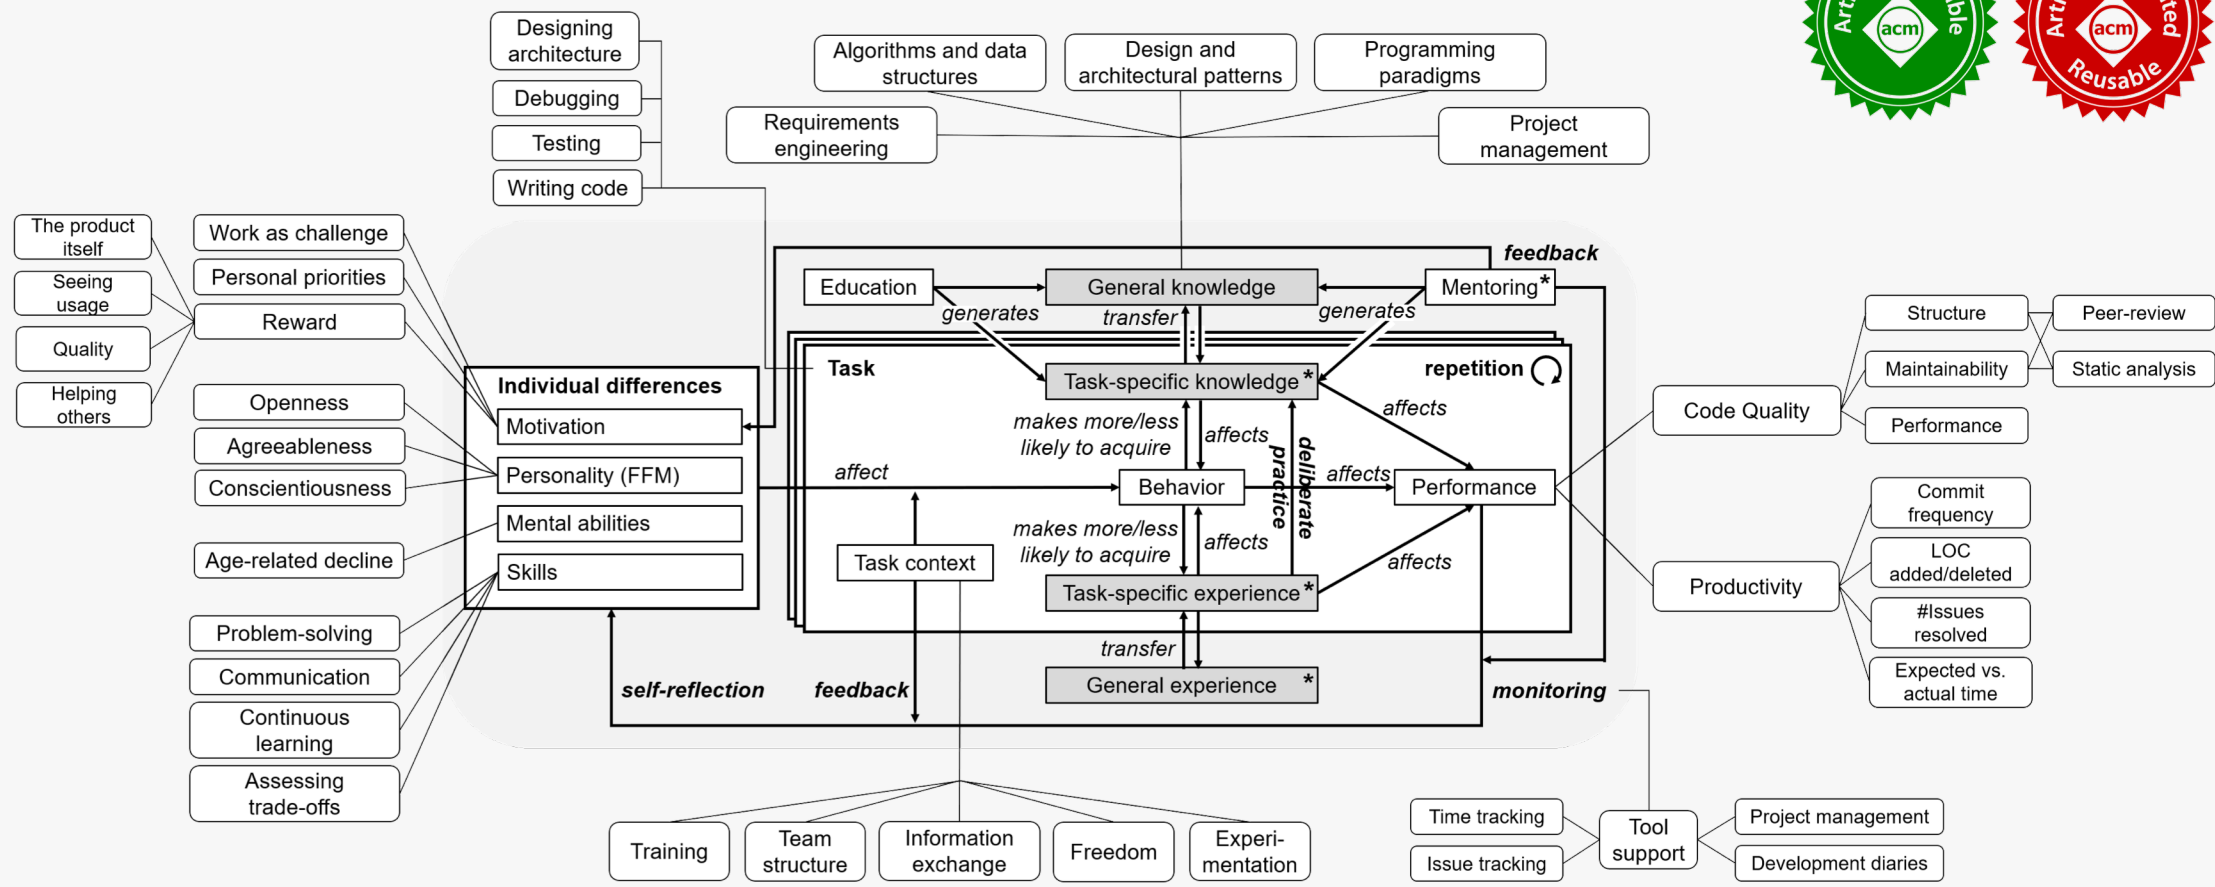 Designing
architecture
Debugging
Testing
Writing code
Algorithms and data
structures
Design and
architectural patterns
Programming
paradigms
Requirements
engineering
Project
management
acm
acm
Reusable
The product
itself
Seeing
usage
Quality
Helping
others
Work as challenge
Personal priorities
Reward
Openness
Agreeableness
Conscientiousness
Age-related decline
Problem-solving
Communication
Continuous
learning
Assessing
trade-offs
Individual differences
Motivation
Personality (FFM)
Mental abilities
Skills
feedback
Education
General knowledge
Mentoring*
generates
transfer
generates
Task
repetition
Task-specific knowledge*
makes more/less
likely to acquire
affects
affects
deliberate
practice
affect
Behavior
affects
Performance
makes more/less
likely to acquire
affects
affects
Task context
Task-specific experience*
transfer
General experience *
self-reflection
feedback
monitoring
Training
Team
structure
Information
exchange
Freedom
Experi-
mentation
Code Quality
Structure
Maintainability
Performance
Peer-review
Static analysis
Productivity
Commit
frequency
LOC
added/deleted
#Issues
resolved
Expected vs.
actual time
Tool
support
Time tracking
Issue tracking
Project management
Development diaries